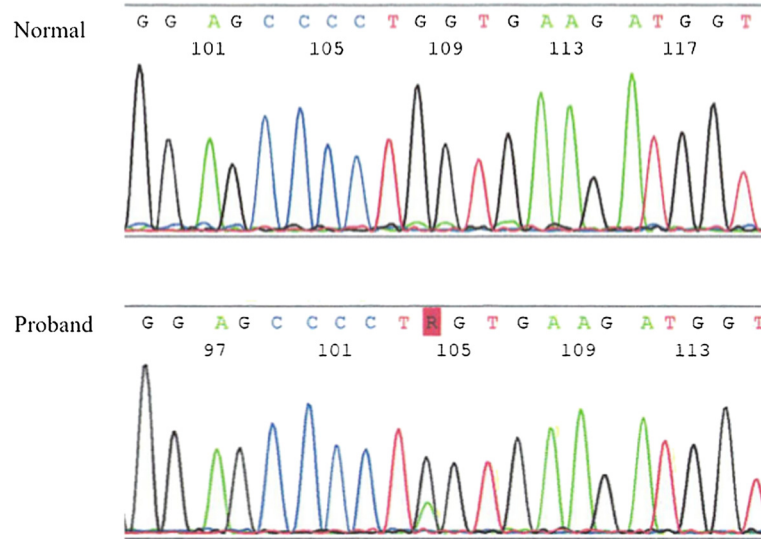 Normal
G G A G C C C C T G G T G A A G A T G G T
101 105 109 113 117
Proband
G G A G C C C C T R G T G A A G A T G G T
97 101 105 109 113